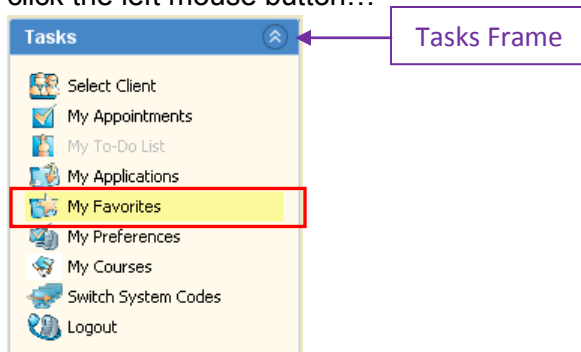 click the left mouse button…
Tasks
Tasks Frame
Select Client
My Appointments
My To-Do List
My Applications
My Favorites
My Preferences
My Courses
Switch System Codes
Logout